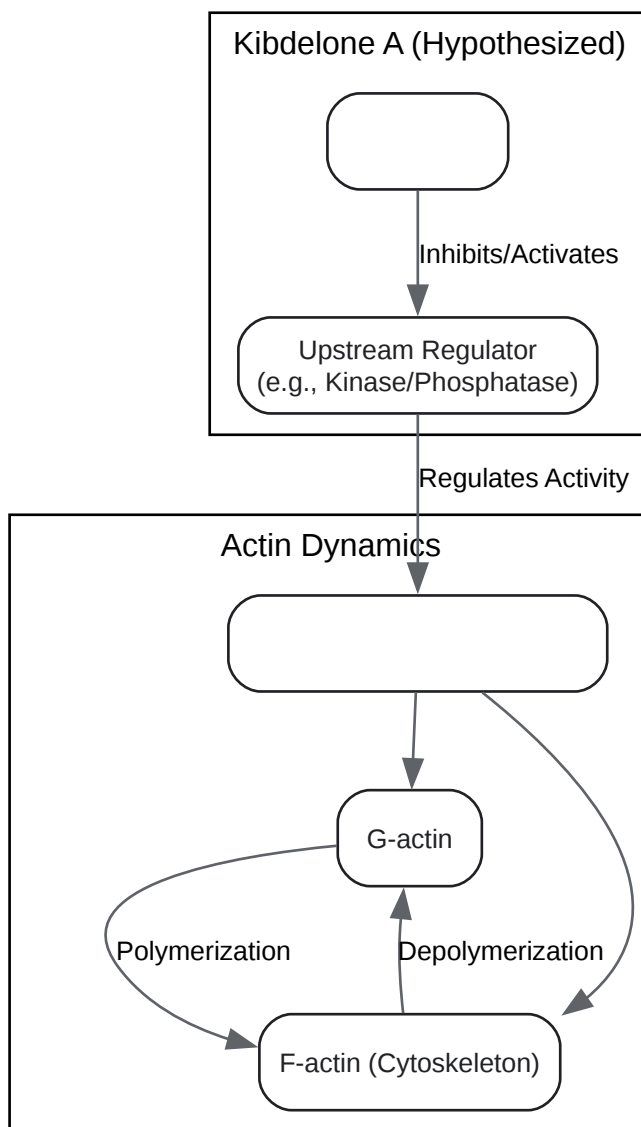 Kibdelone A (Hypothesized)
Inhibits/Activates
Upstream Regulator
(e.g., Kinase/Phosphatase)
Regulates Activity
Actin Dynamics
G-actin
Polymerization
Depolymerization
F-actin (Cytoskeleton)